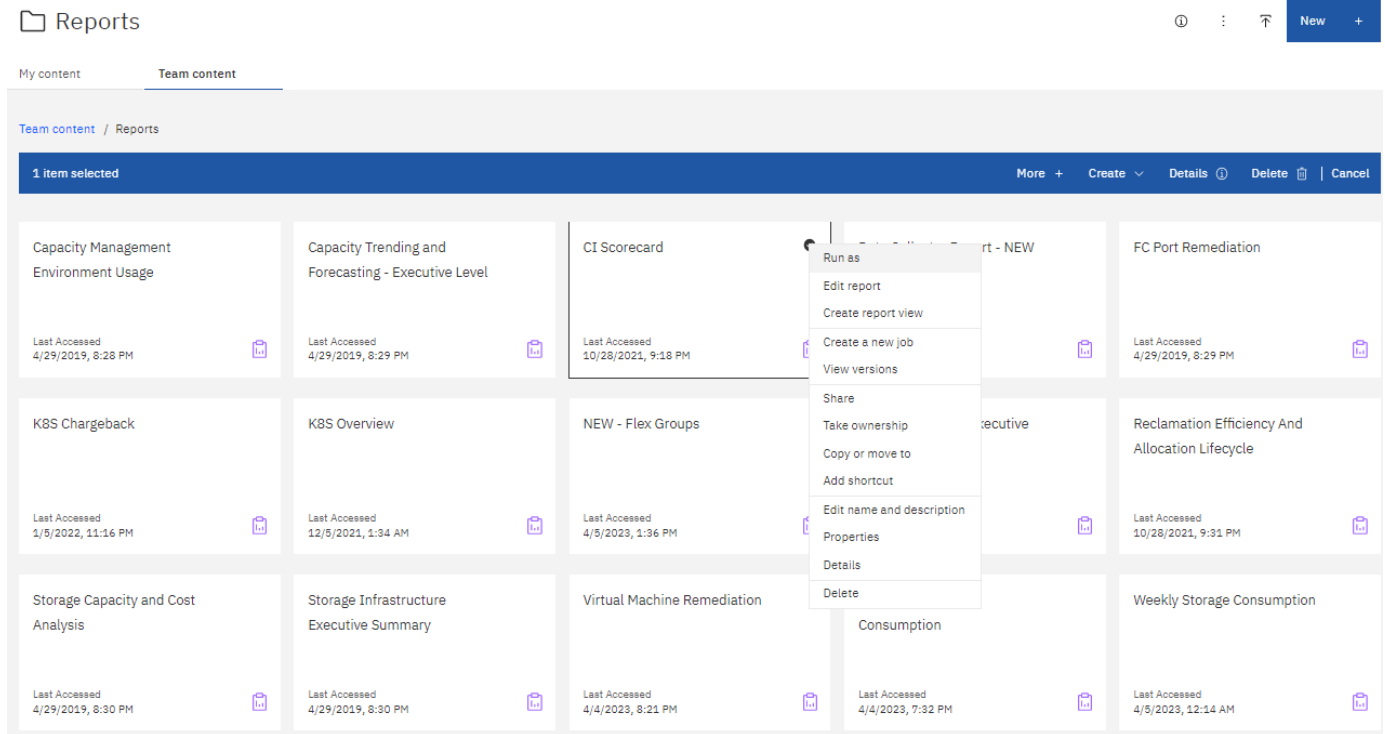 Reports
New +
My content
Team content
Team content / Reports
1 item selected
More +
Create
Details
Delete
Cancel
Capacity Management
Environment Usage
Last Accessed
4/29/2019, 8:28 PM
Capacity Trending and
Forecasting - Executive Level
Last Accessed
4/29/2019, 8:29 PM
CI Scorecard
Last Accessed
10/28/2021, 9:18 PM
rt - NEW
FC Port Remediation
Last Accessed
4/29/2019, 8:29 PM
Run as
Edit report
Create report view
Create a new job
View versions
Share
Take ownership
Copy or move to
Add shortcut
Edit name and description
Properties
Details
Delete
K8S Chargeback
Last Accessed
1/5/2022, 11:16 PM
K8S Overview
Last Accessed
12/5/2021, 1:34 AM
NEW - Flex Groups
Last Accessed
4/5/2023, 1:36 PM
ecutive
Reclamation Efficiency And
Allocation Lifecycle
Last Accessed
10/28/2021, 9:31 PM
Storage Capacity and Cost
Analysis
Last Accessed
4/29/2019, 8:30 PM
Storage Infrastructure
Executive Summary
Last Accessed
4/29/2019, 8:30 PM
Virtual Machine Remediation
Last Accessed
4/4/2023, 8:21 PM
Consumption
Last Accessed
4/4/2023, 7:32 PM
Weekly Storage Consumption
Last Accessed
4/5/2023, 12:14 AM